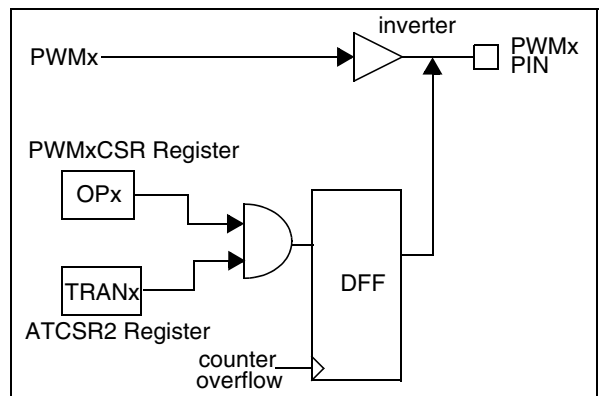 inverter
PWMx
PWMx
PIN
PWMxCSR Register
OPx
TRANx
DFF
ATCSR2 Register
counter
overflow